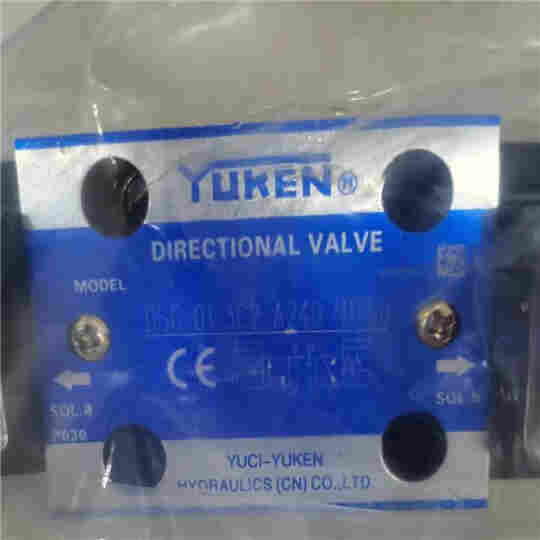 YUKEN®
DIRECTIONAL VALVE
MODEL
CE
SOL.a
SOL.b
YUCI-YUKEN
HYDRAULICS (CN) CO.,LTD